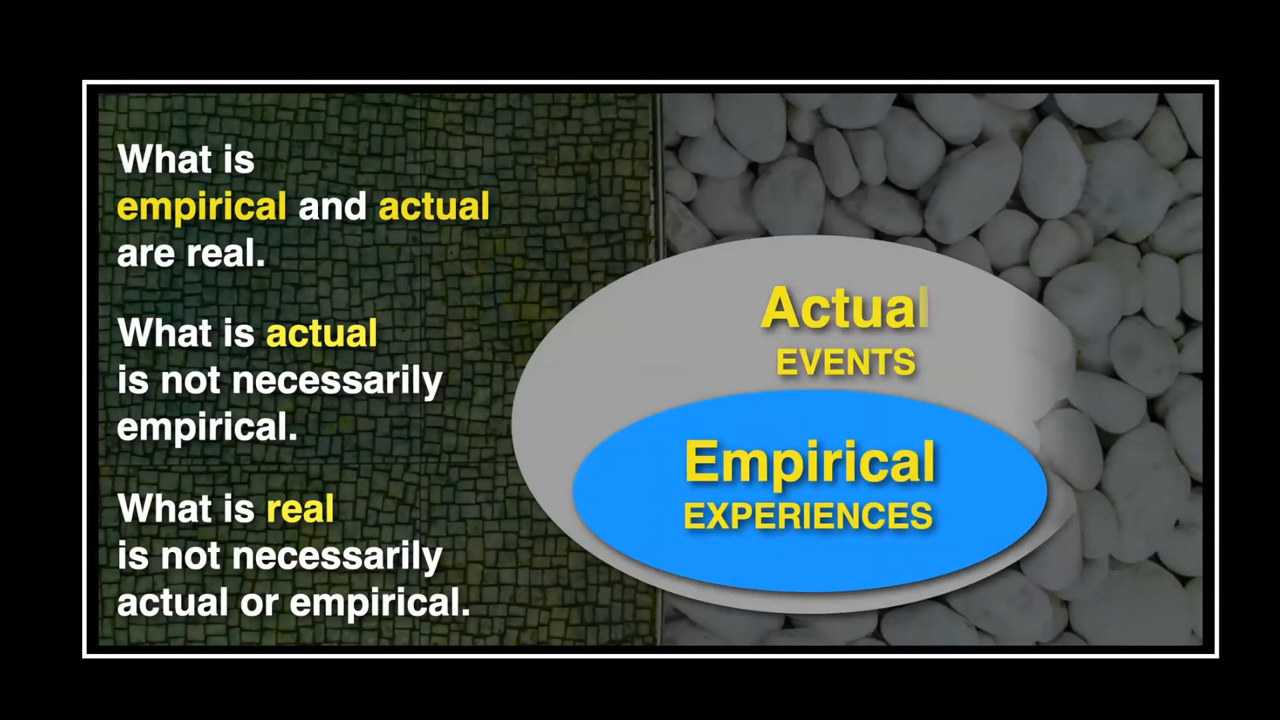 What is
empirical and actual
are real.
What is actual
is not necessarily
empirical.
What is real
is not necessarily
actual or empirical.
Actual
EVENTS
Empirical
EXPERIENCES